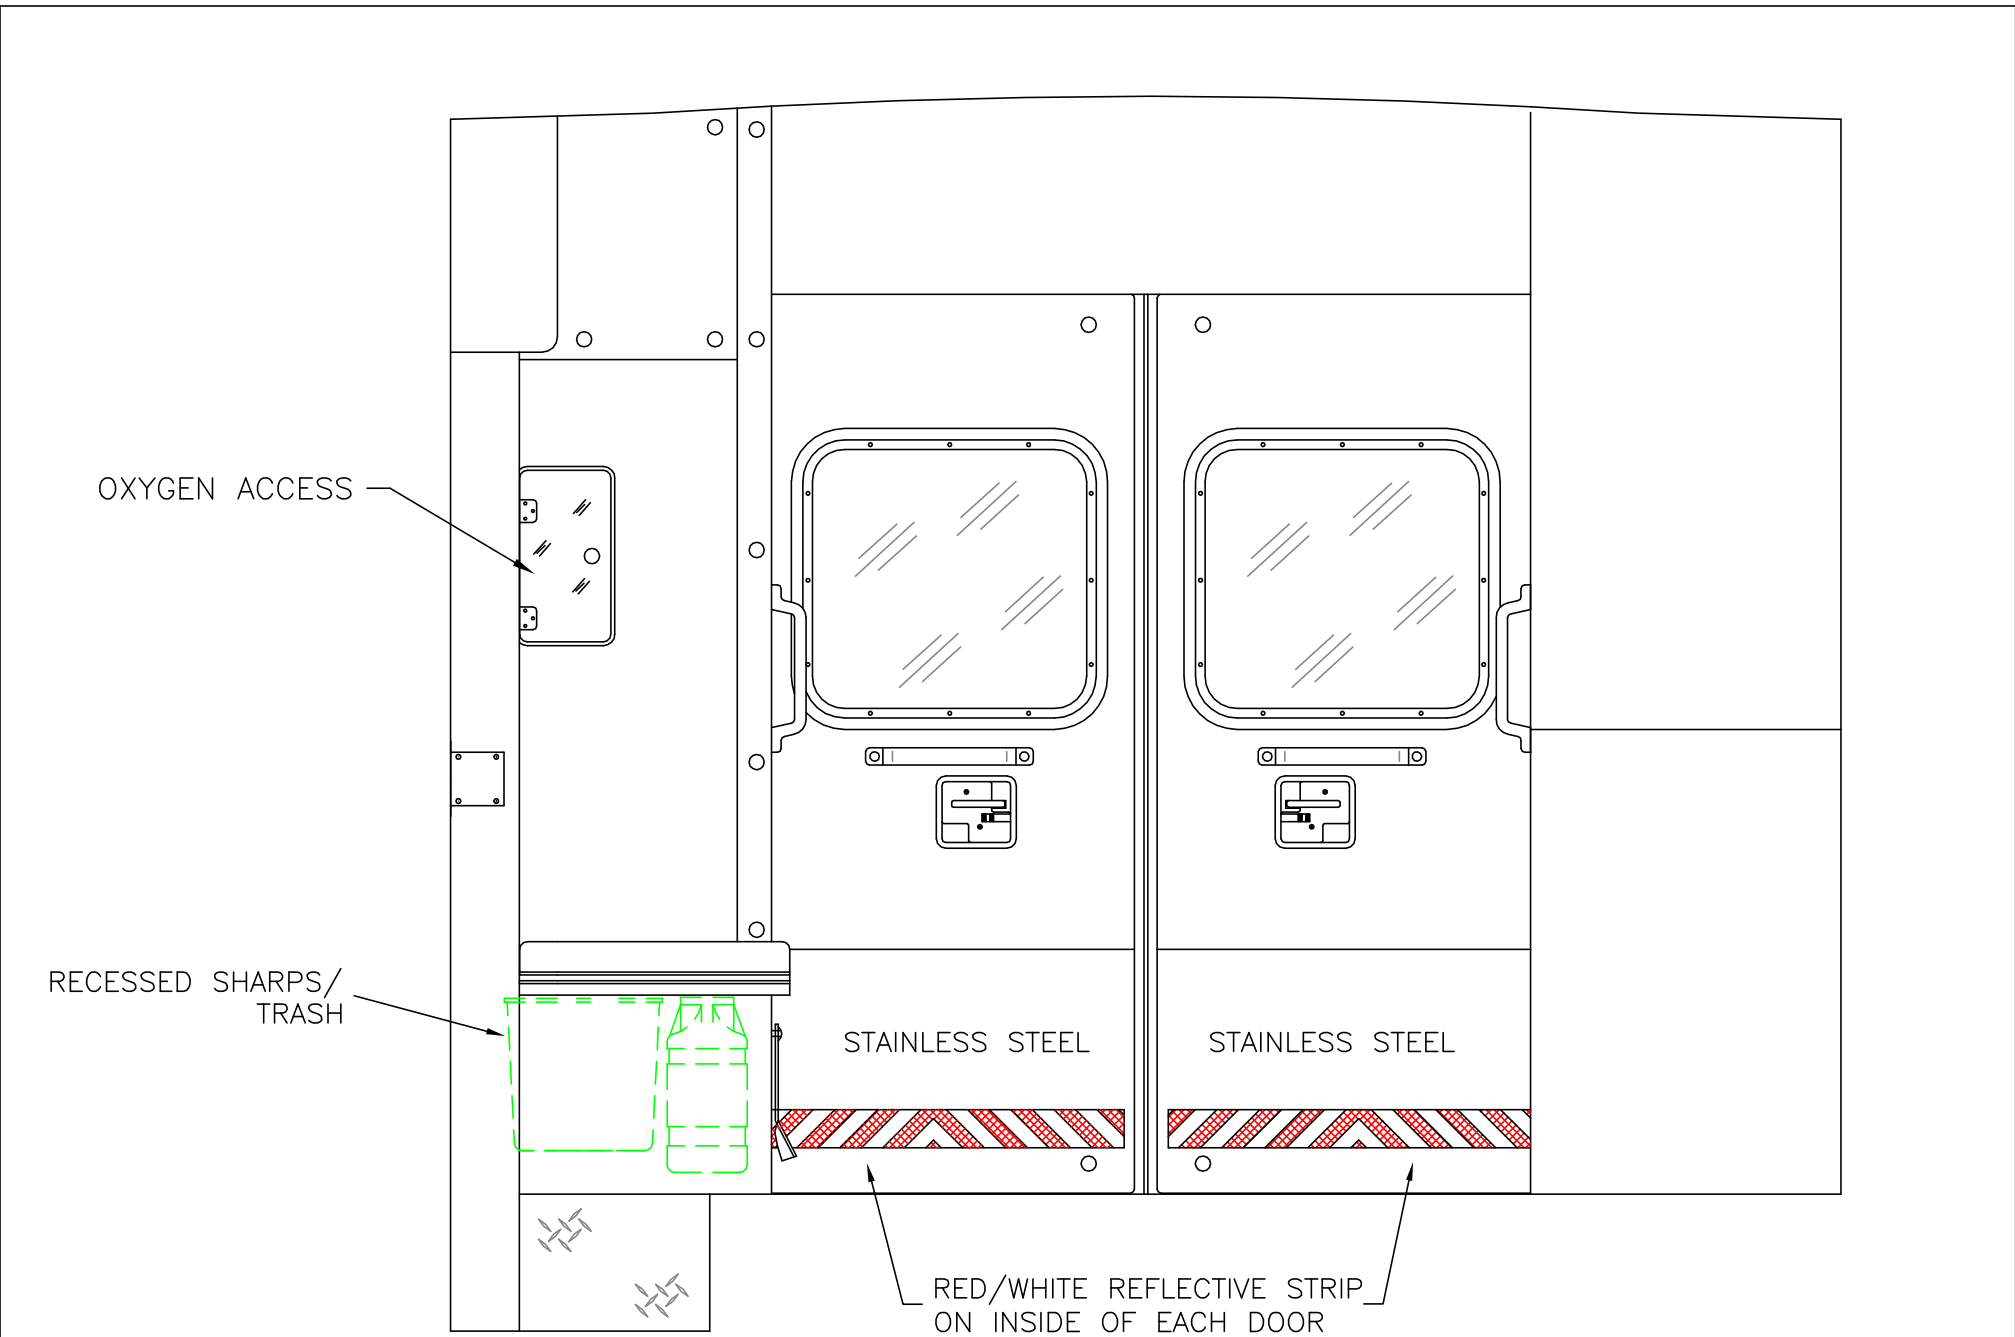 OXYGEN ACCESS
RECESSED SHARPS/
TRASH
STAINLESS STEEL
STAINLESS STEEL
RED/WHITE REFLECTIVE STRIP
ON INSIDE OF EACH DOOR